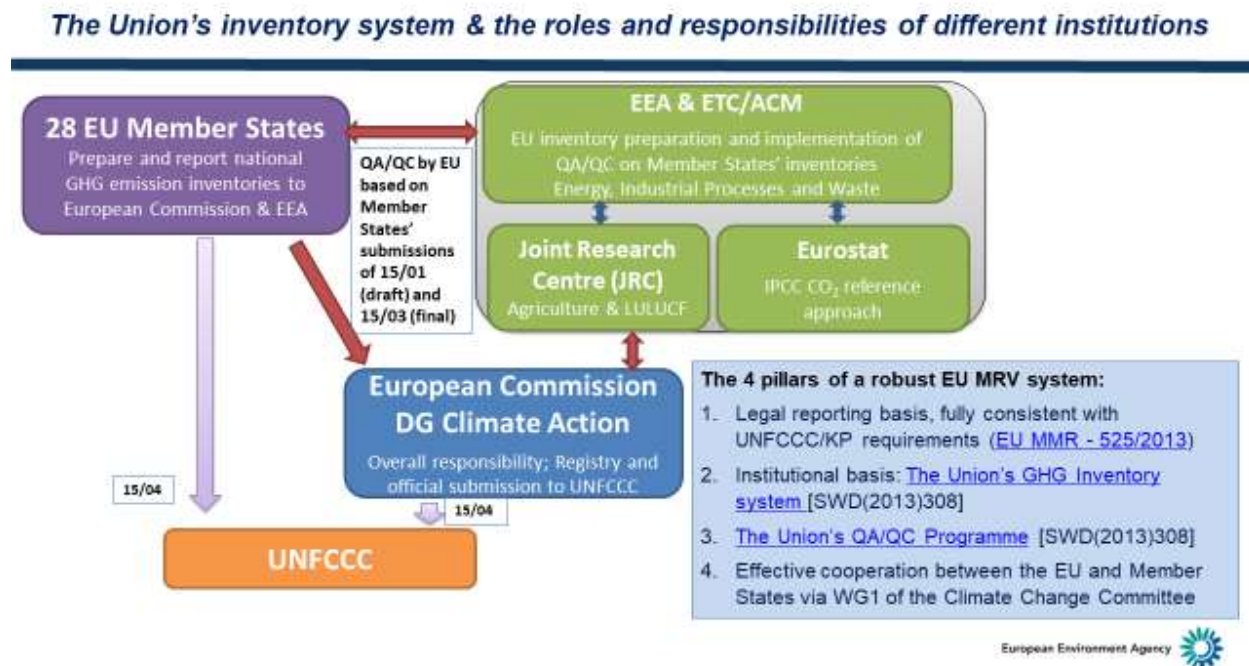 The Union's inventory system & the roles and responsibilities of different institutions
28 EU Member States
Prepare and report national
GHG emission inventories to
European Commission & EEA
QA/QC by EU
based on
Member
States'
submissions
of 15/01
(draft) and
15/03 (final)
EEA & ETC/ACM
EU inventory preparation and implementation of
QA/QC on Member States' inventories
Energy, Industrial Processes and Waste
Joint Research
Centre (JRC)
Agriculture & LULUCF
Eurostat
IPCC CO₂ reference
approach
European Commission
DG Climate Action
Overall responsibility; Registry and
official submission to UNFCCC
15/04
15/04
UNFCCC
The 4 pillars of a robust EU MRV system:
1. Legal reporting basis, fully consistent with
UNFCCC/KP requirements (EU MMR - 525/2013)
2. Institutional basis: The Union's GHG Inventory
system [SWD(2013)308]
3. The Union's QA/QC Programme [SWD(2013)308]
4. Effective cooperation between the EU and Member
States via WG1 of the Climate Change Committee
European Environment Agency